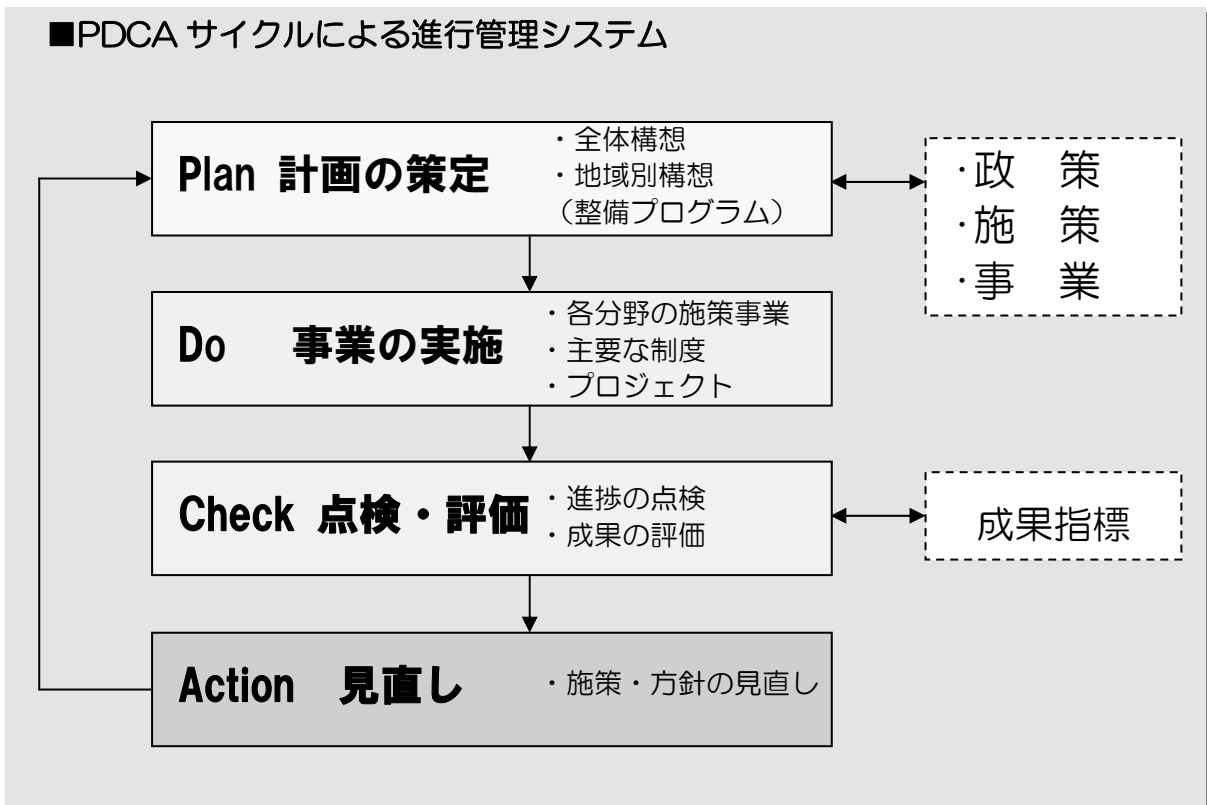 ■PDCA サイクルによる進行管理システム
Plan 計画の策定
・全体構想
・地域別構想
（整備プログラム）
・政　策
・施　策
・事　業
Do　事業の実施
・各分野の施策事業
・主要な制度
・プロジェクト
Check 点検・評価
・進捗の点検
・成果の評価
成果指標
Action　見直し
・施策・方針の見直し